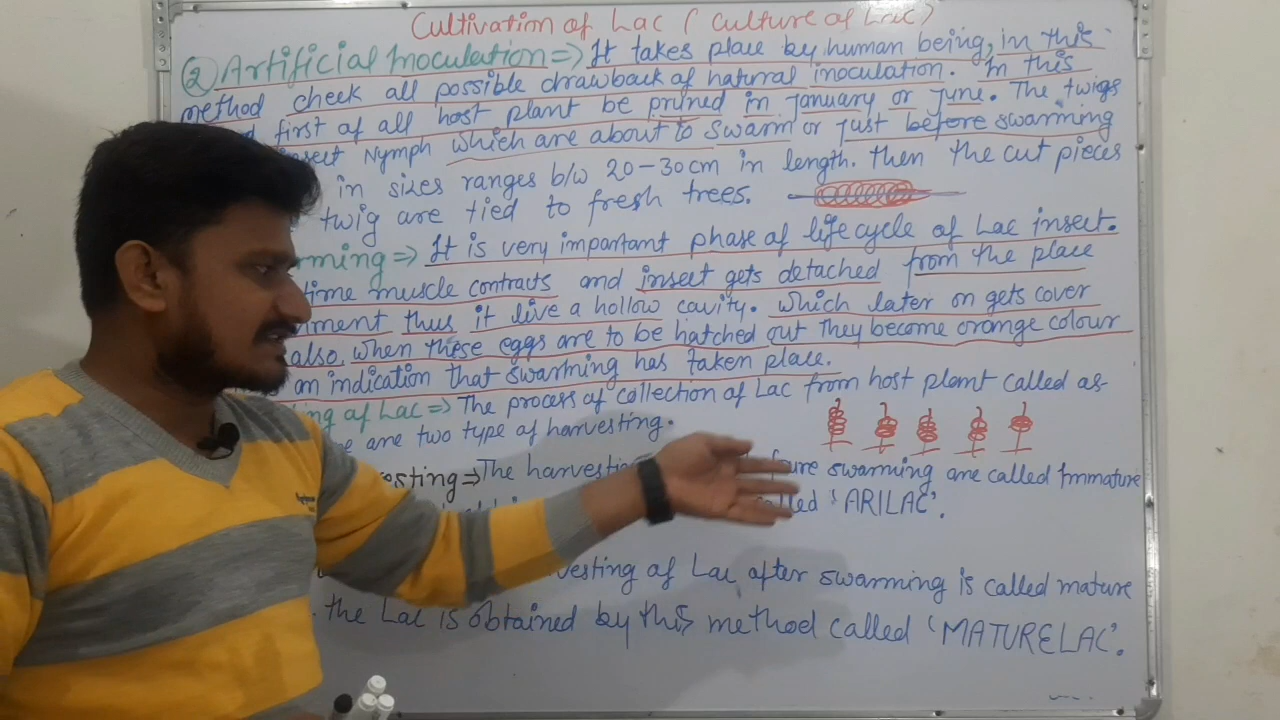 Cultivation of Lac (Culture of Lac)
② Artificial Inoculation ⇒ It takes place by human being, in this
method check all possible drawback of natural inoculation. In this
first of all host plant be pruned in January or June. The twigs
Nymph which are about to swarm or just before swarming
in sizes ranges b/w 20-30cm in length. then the cut pieces
twig are tied to fresh trees.
rming ⇒ It is very important phase of life cycle of Lac insect.
time muscle contracts and insect gets detached from the place
thus it live a hollow cavity. which later on gets cover
also, when these eggs are to be hatched out they become orange colour
an indication that swarming has taken place.
ing of Lac ⇒ The process of collection of Lac from host plant called as-
are two type of harvesting.
esting ⇒ The swarming are called Immature
called 'ARILAC'.
vesting of Lac after swarming is called mature
. the Lac is obtained by this method called 'MATURELAC'.